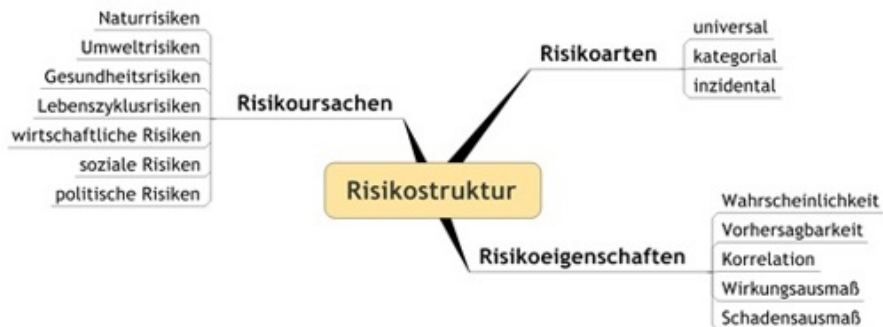 Risikostruktur
Risikoursachen
Naturrisiken
Umweltrisiken
Gesundheitsrisiken
Lebenszyklusrisiken
wirtschaftliche Risiken
soziale Risiken
politische Risiken
Risikoarten
universal
kategorial
inzidental
Risikoeigenschaften
Wahrscheinlichkeit
Vorhersagbarkeit
Korrelation
Wirkungsausmaß
Schadensausmaß